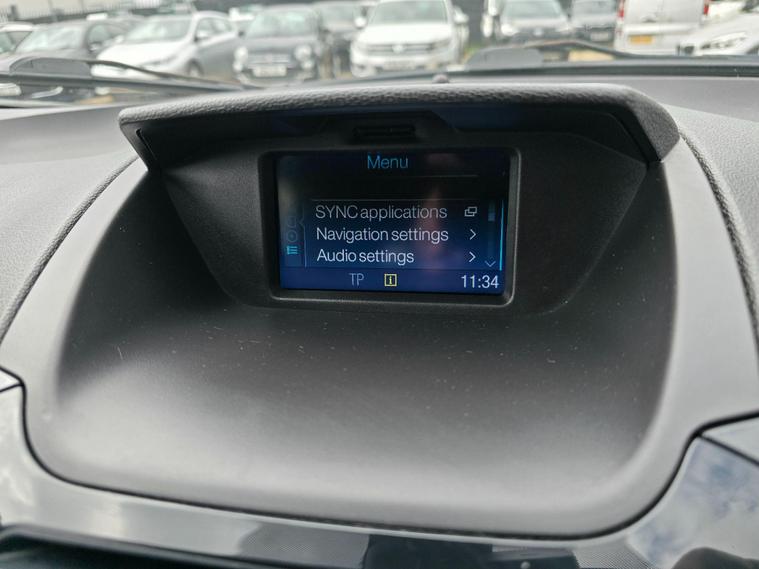 Menu
SYNC applications
Navigation settings
Audio settings
TP i 11:34